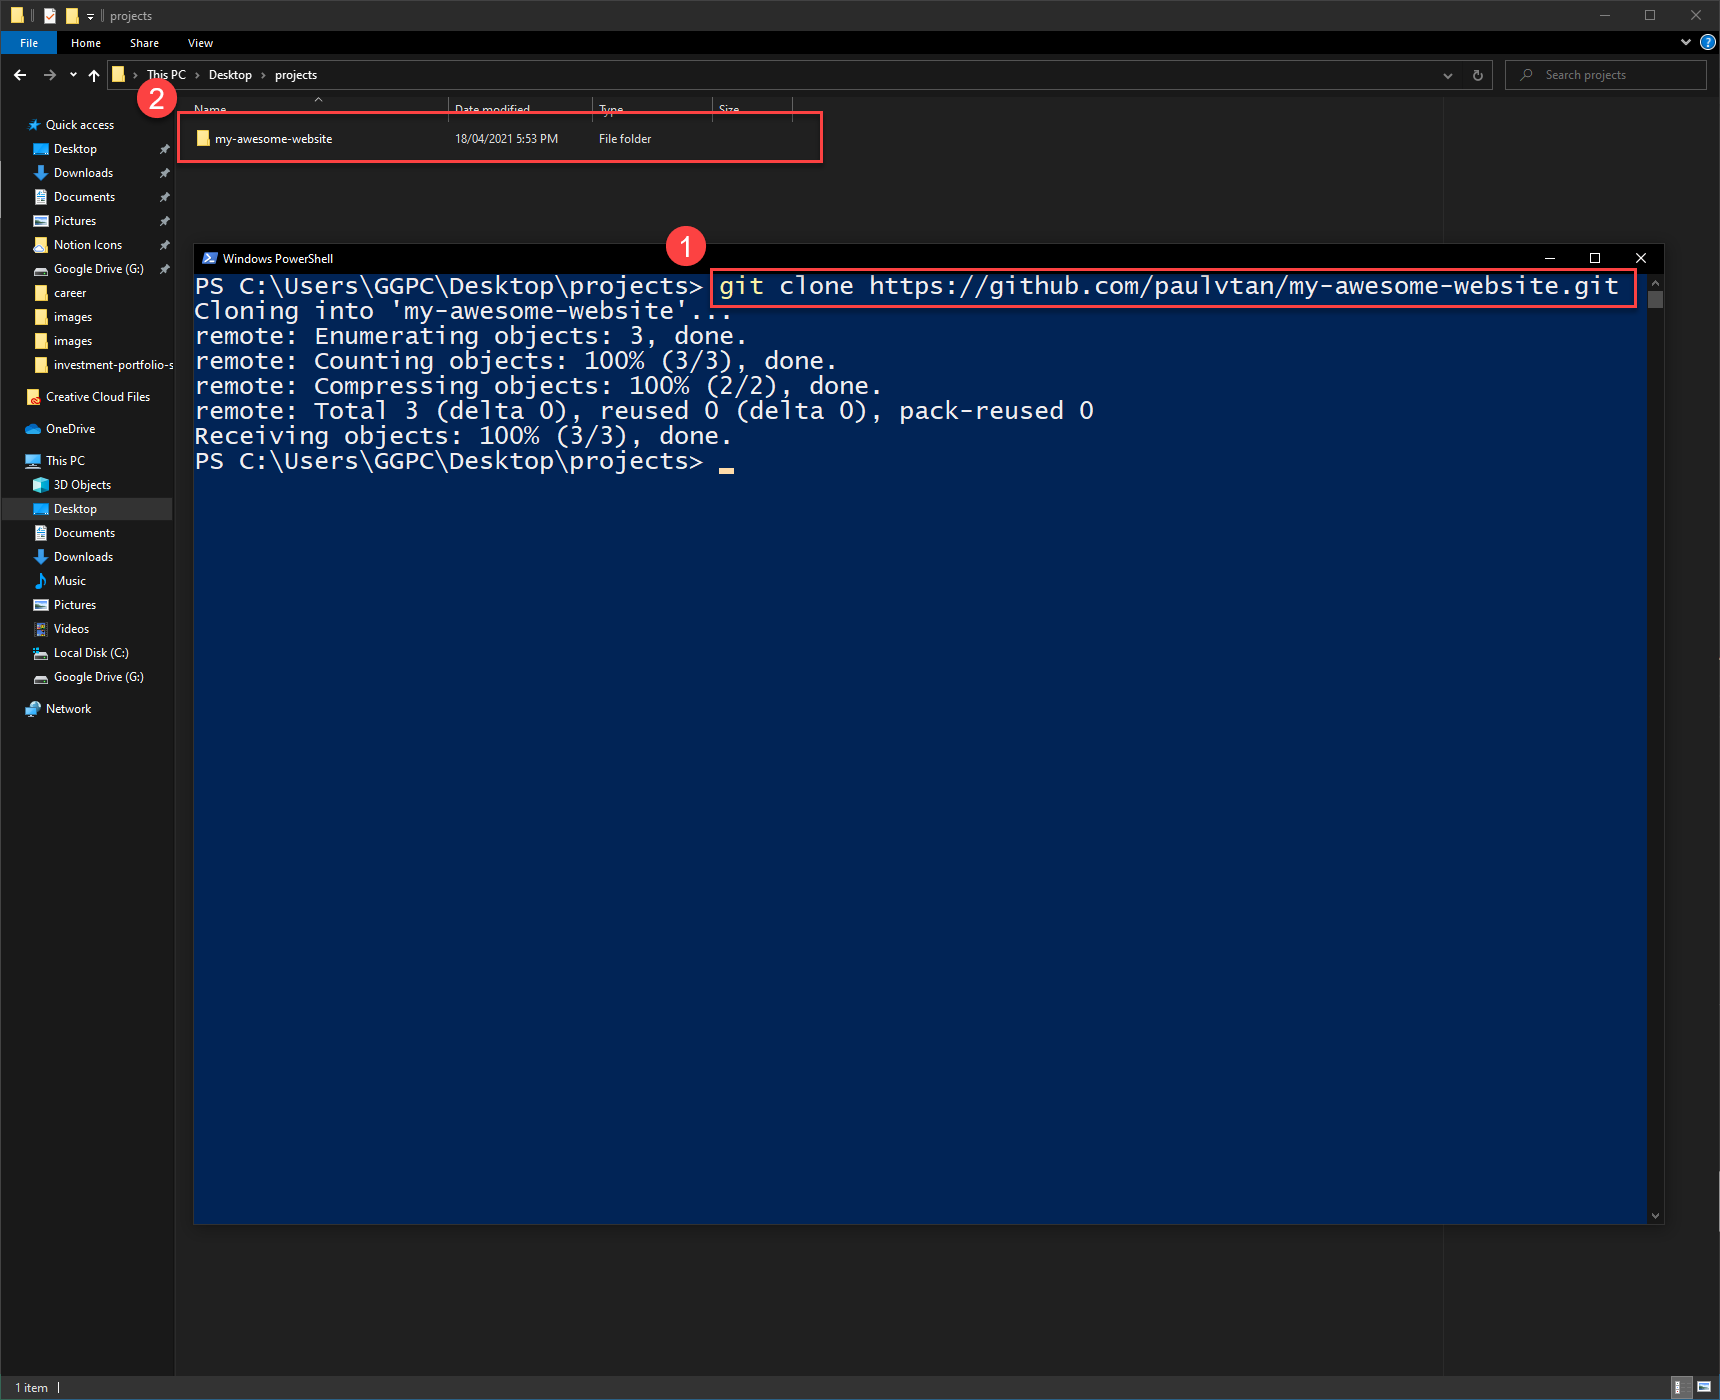 projects
File Home Share View
This PC Desktop projects
Search projects
2
Name Date modified Type Size
my-awesome-website 18/04/2021 5:53 PM File folder
Quick access
Desktop
Downloads
Documents
Pictures
Notion Icons
Google Drive (G:)
career
images
images
investment-portfolio-s
Creative Cloud Files
OneDrive
This PC
3D Objects
Desktop
Documents
Downloads
Music
Pictures
Videos
Local Disk (C:)
Google Drive (G:)
Network
1
Windows PowerShell
PS C:\Users\GGPC\Desktop\projects> git clone https://github.com/paulvtan/my-awesome-website.git
Cloning into 'my-awesome-website'...
remote: Enumerating objects: 3, done.
remote: Counting objects: 100% (3/3), done.
remote: Compressing objects: 100% (2/2), done.
remote: Total 3 (delta 0), reused 0 (delta 0), pack-reused 0
Receiving objects: 100% (3/3), done.
PS C:\Users\GGPC\Desktop\projects>
1 item